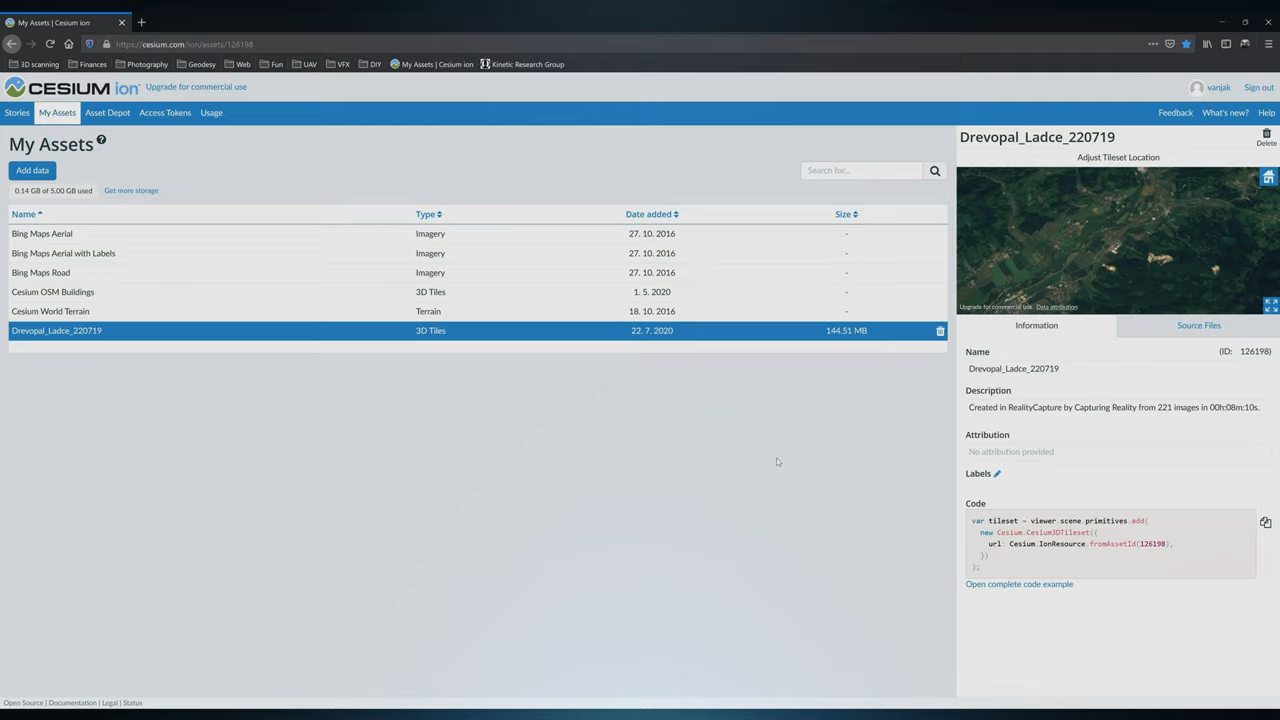 My Assets | Cesium ion
https://cesium.com/ion/assets/126198
3D scanning Finances Photography Geodesy Web Fun UAV VFX DIY My Assets | Cesium ion Kinetic Research Group
CESIUM ion Upgrade for commercial use vanjak Sign out
Stories My Assets Asset Depot Access Tokens Usage Feedback What's new? Help
My Assets ?
Add data
Search for...
0.14 GB of 5.00 GB used Get more storage
Name Type Date added Size
Bing Maps Aerial Imagery 27. 10. 2016 -
Bing Maps Aerial with Labels Imagery 27. 10. 2016 -
Bing Maps Road Imagery 27. 10. 2016 -
Cesium OSM Buildings 3D Tiles 1. 5. 2020 -
Cesium World Terrain Terrain 18. 10. 2016 -
Drevopal_Ladce_220719 3D Tiles 22. 7. 2020 144.51 MB
Drevopal_Ladce_220719
Delete
Adjust Tileset Location
Upgrade for commercial use. Data attribution
Information Source Files
Name (ID: 126198)
Drevopal_Ladce_220719
Description
Created in RealityCapture by Capturing Reality from 221 images in 00h:08m:10s.
Attribution
No attribution provided
Labels
Code
var tileset = viewer.scene.primitives.add(
new Cesium.Cesium3DTileset({
url: Cesium.IonResource.fromAssetId(126198),
})
);
Open complete code example
Open Source | Documentation | Legal | Status